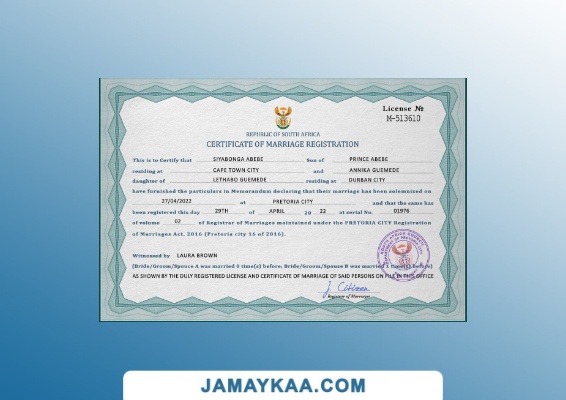 License №
M-513610
REPUBLIC OF SOUTH AFRICA
CERTIFICATE OF MARRIAGE REGISTRATION
This is to Certify that SIYABONGA ABEBE Son of PRINCE ABEBE
residing at CAPE TOWN CITY and ANNIKA GUEMEDE
daughter of LETHABO GUEMEDE residing at DURBAN CITY
have furnished the particulars in Memorandum declaring that their marriage has been solemnized on
27/04/2022 at PRETORIA CITY and that the same has
been registered this day 29TH of APRIL 20 22 at serial No. 01976
of volume 02 of Registrar of Marriages maintained under the PRETORIA CITY Registration
of Marriages Act, 2016 (Pretoria city 16 of 2016).
Witnessed by LAURA BROWN
(Bride/Groom/Spouce A was married 0 time(s) before; Bride/Groom/Spouse B was married 1 time(s) before)
AS SHOWN BY THE DULY REGISTERED LICENSE AND CERTIFICATE OF MARRIAGE OF SAID PERSONS ON FILE IN THIS OFFICE
J. Citizen
Registrar of Marriages
JAMAYKAA.COM